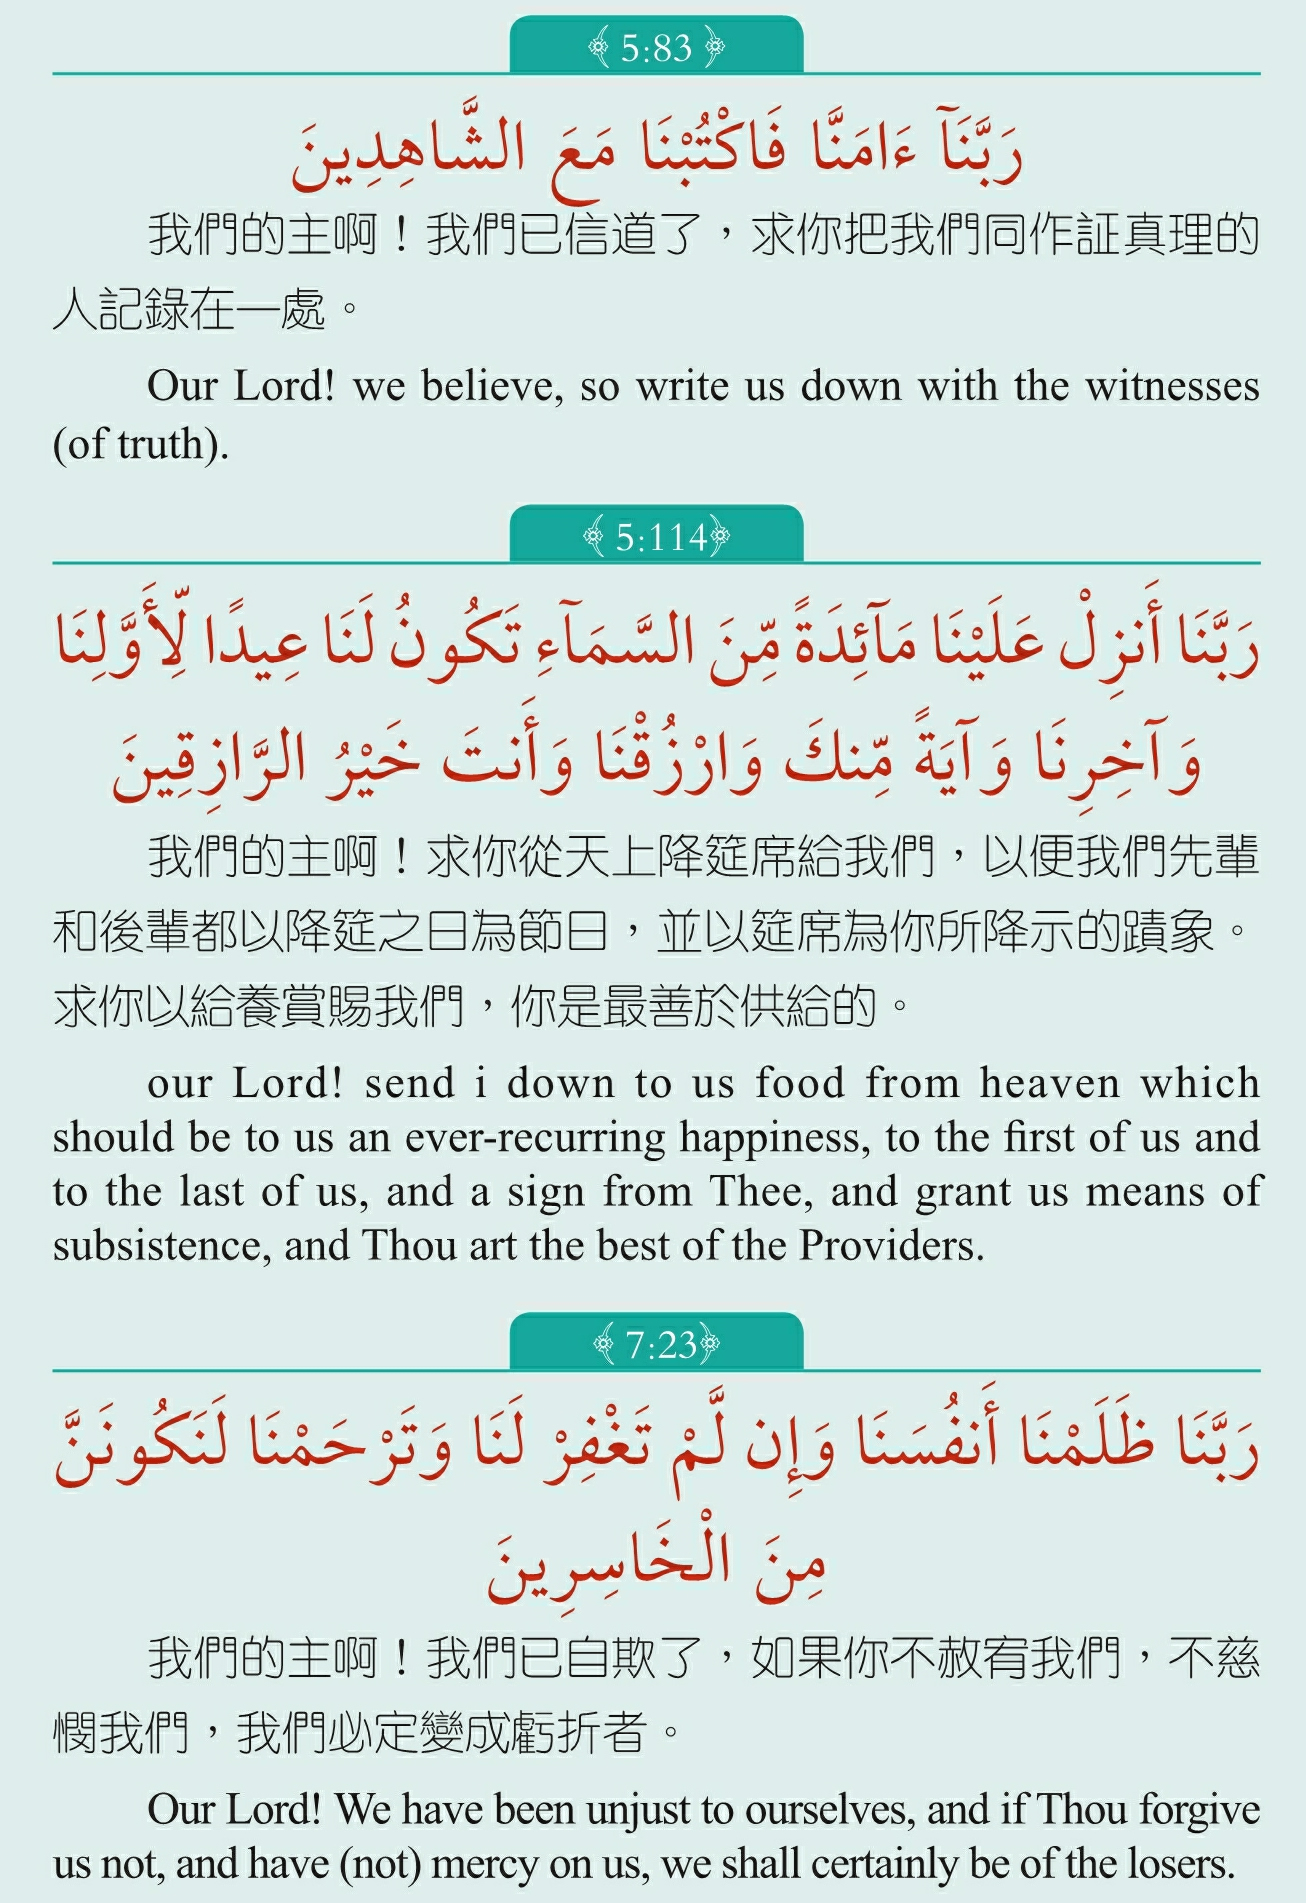 5:83
رَبَّنَآ ءَامَنَّا فَاكْتُبْنَا مَعَ الشَّاهِدِينَ
我們的主啊！我們已信道了，求你把我們同作証真理的
人記錄在一處。
Our Lord! we believe, so write us down with the witnesses
(of truth).
5:114
رَبَّنَا أَنزِلْ عَلَيْنَا مَآئِدَةً مِّنَ السَّمَآءِ تَكُونُ لَنَا عِيدًا لِّأَوَّلِنَا
وَآخِرِنَا وَآيَةً مِّنكَ وَارْزُقْنَا وَأَنتَ خَيْرُ الرَّازِقِينَ
我們的主啊！求你從天上降筵席給我們，以便我們先輩
和後輩都以降筵之日為節日，並以筵席為你所降示的蹟象。
求你以給養賞賜我們，你是最善於供給的。
our Lord! send i down to us food from heaven which
should be to us an ever-recurring happiness, to the first of us and
to the last of us, and a sign from Thee, and grant us means of
subsistence, and Thou art the best of the Providers.
7:23
رَبَّنَا ظَلَمْنَا أَنفُسَنَا وَإِن لَّمْ تَغْفِرْ لَنَا وَتَرْحَمْنَا لَنَكُونَنَّ
مِنَ الْخَاسِرِينَ
我們的主啊！我們已自欺了，如果你不赦宥我們，不慈
憫我們，我們必定變成虧折者。
Our Lord! We have been unjust to ourselves, and if Thou forgive
us not, and have (not) mercy on us, we shall certainly be of the losers.